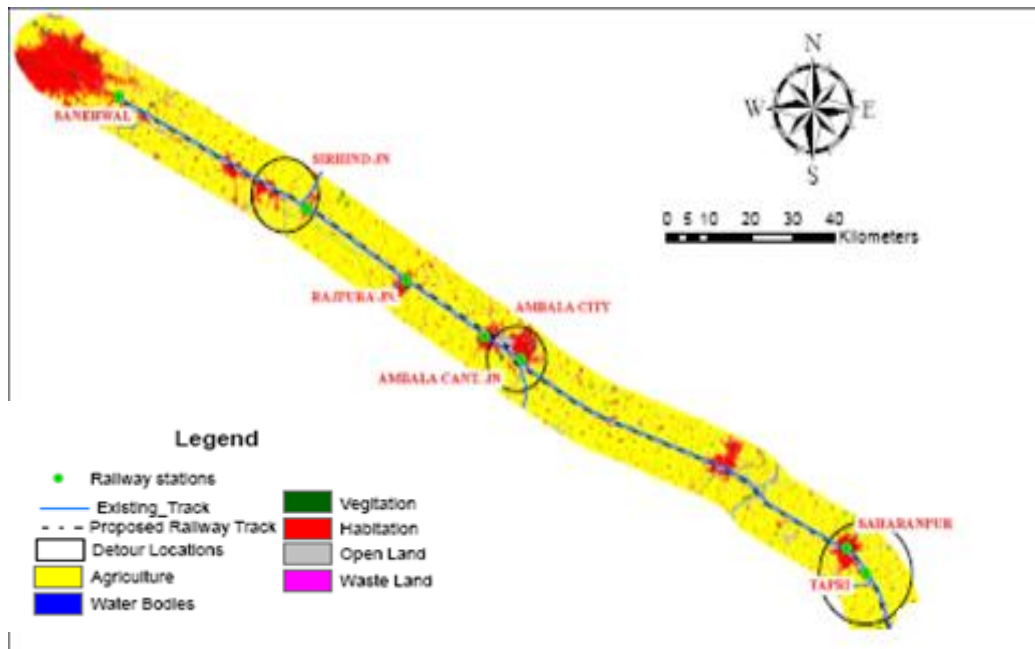 N
W E
S
0 5 10 20 30 40
Kilometers
SANEHWAL
SIRHIND JN
RAJPURA JN.
AMBALA CITY
AMBALA CANT. JN
SAHARANPUR
TAPRI
Legend
Railway stations
Existing_Track
Proposed Railway Track
Detour Locations
Agriculture
Water Bodies
Vegitation
Habitation
Open Land
Waste Land